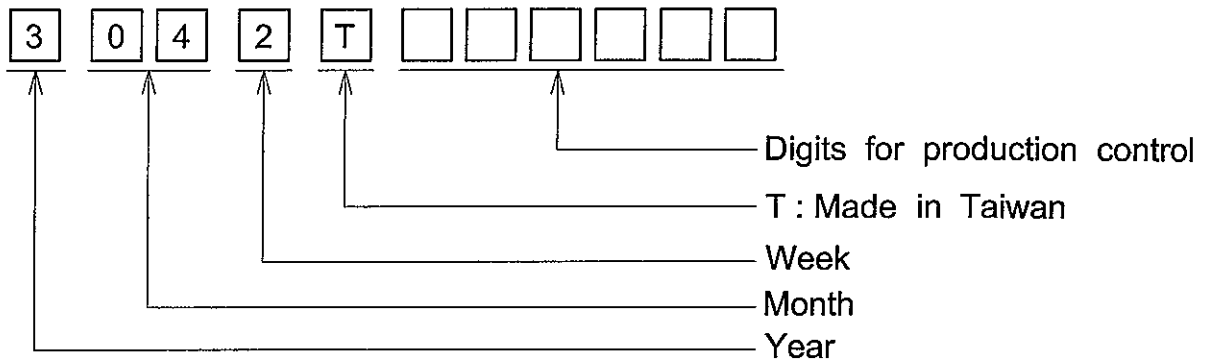 3 0 4 2 T
Digits for production control
T : Made in Taiwan
Week
Month
Year